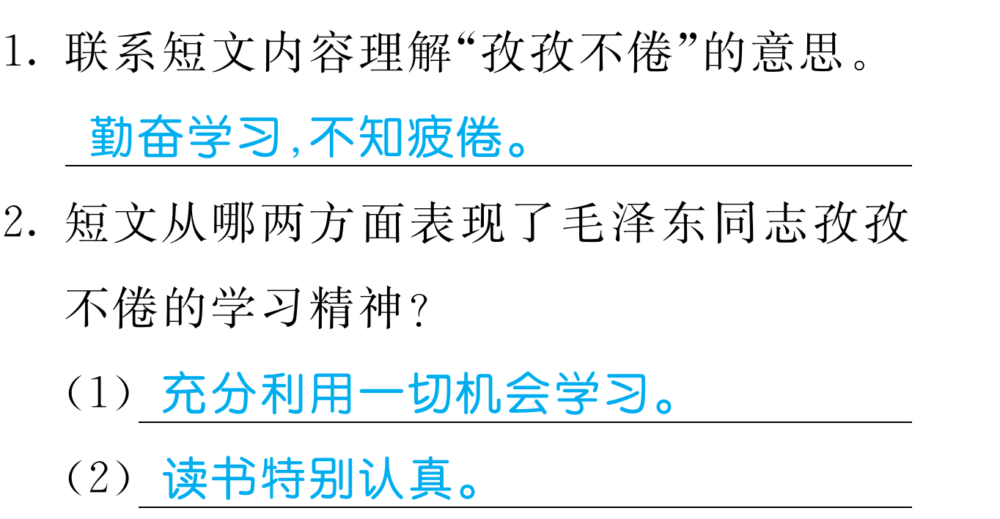 1. 联系短文内容理解“孜孜不倦”的意思。
勤奋学习,不知疲倦。
2. 短文从哪两方面表现了毛泽东同志孜孜
不倦的学习精神?
(1) 充分利用一切机会学习。
(2) 读书特别认真。